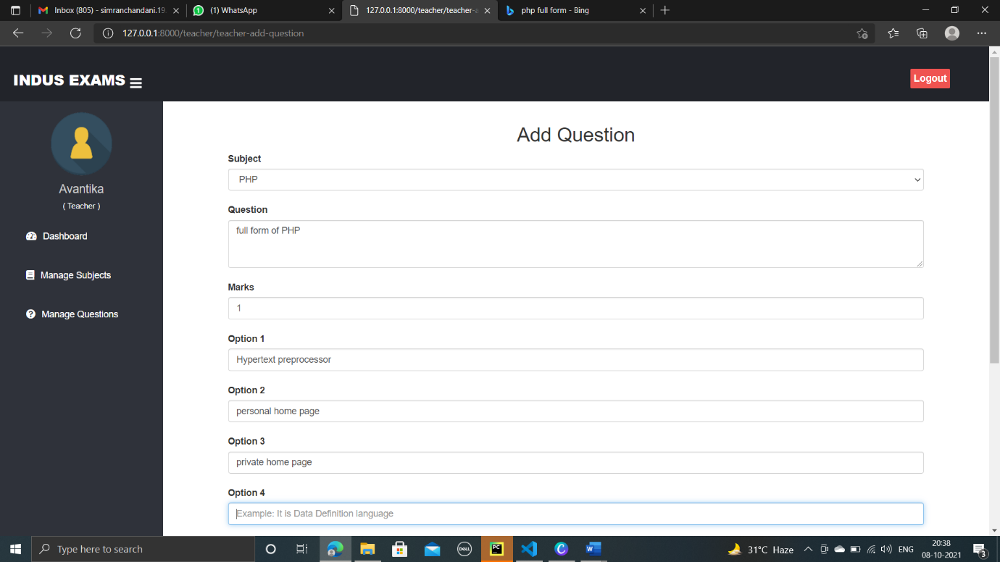 Inbox (805) - simranchandani.19
(1) WhatsApp
127.0.0.1:8000/teacher/teacher-a
php full form - Bing
127.0.0.1:8000/teacher/teacher-add-question
INDUS EXAMS
Logout
Avantika
( Teacher )
Dashboard
Manage Subjects
Manage Questions
Add Question
Subject
PHP
Question
full form of PHP
Marks
1
Option 1
Hypertext preprocessor
Option 2
personal home page
Option 3
private home page
Option 4
Example: It is Data Definition language
Type here to search
DELL
PC
W
31°C Haze
ENG
20:38
08-10-2021
3